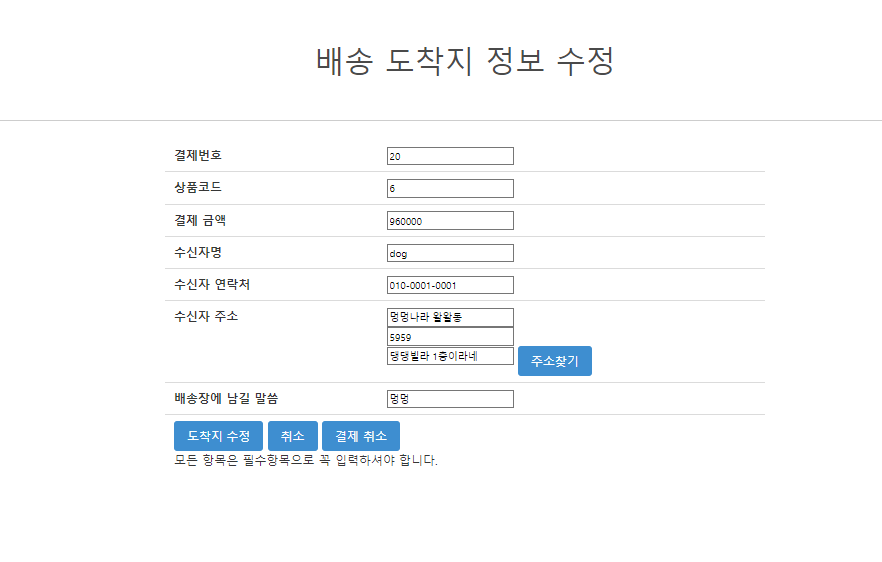 배송 도착지 정보 수정
결제번호 20
상품코드 6
결제 금액 960000
수신자명 dog
수신자 연락처 010-0001-0001
수신자 주소 멍멍나라 왈왈동
5959
댕댕빌라 1층이라네 주소찾기
배송장에 남길 말씀 멍멍
도착지 수정 취소 결제 취소
모든 항목은 필수항목으로 꼭 입력하셔야 합니다.